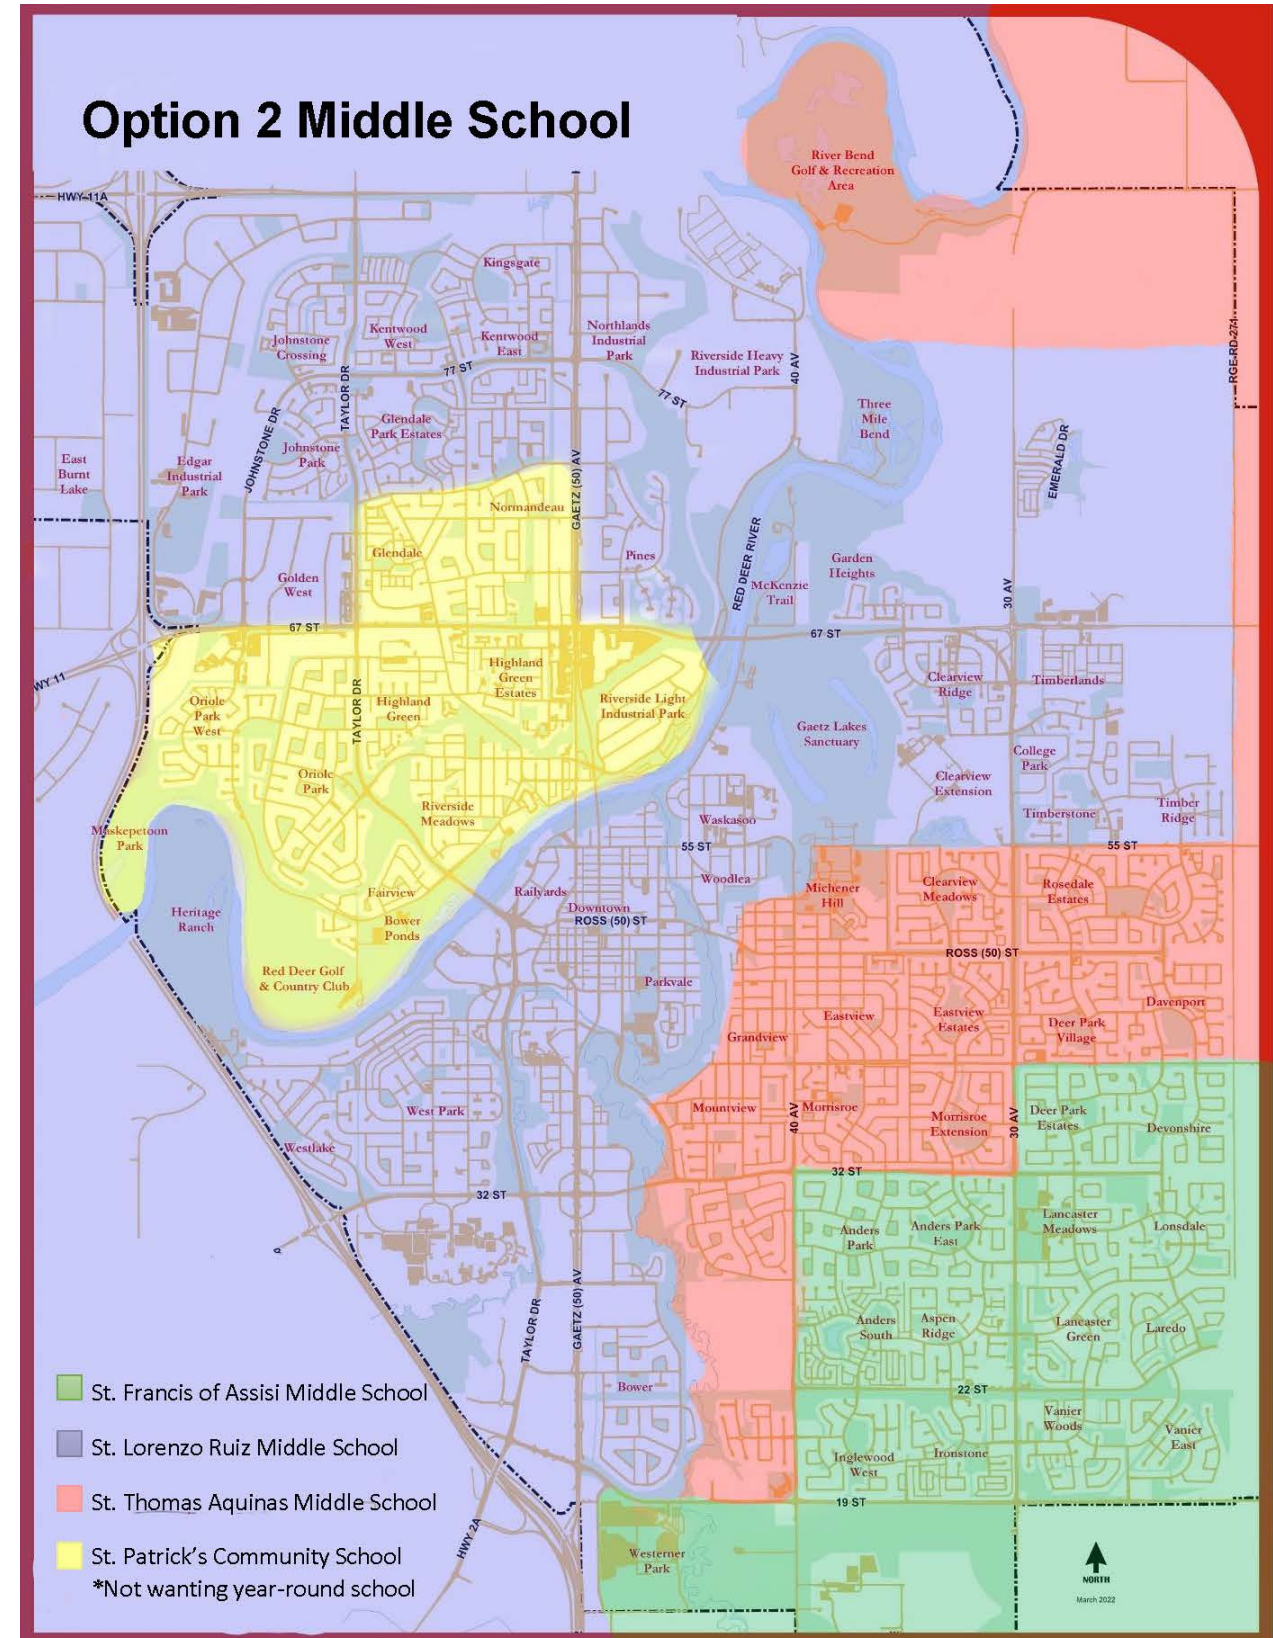 Option 2 Middle School
River Bend
Golf & Recreation
Area
HWY 11A
Kingsgate
Johnstone
Crossing
Kentwood
West
Kentwood
East
Northlands
Industrial
Park
Riverside Heavy
Industrial Park
40 AV
RGE-RD-274
77 ST
77 ST
TAYLOR DR
JOHNSTONE DR
Glendale
Park Estates
Three
Mile
Bend
Johnstone
Park
East
Burnt
Lake
Edgar
Industrial
Park
GAETZ (50) AV
EMERALD DR
Normandeau
Glendale
Pines
RED DEER RIVER
McKenzie
Trail
Garden
Heights
Golden
West
30 AV
67 ST
67 ST
WY 11
Oriole
Park
West
TAYLOR DR
Highland
Green
Highland
Green
Estates
Riverside Light
Industrial Park
Clearview
Ridge
Timberlands
Gaetz Lakes
Sanctuary
College
Park
Oriole
Park
Clearview
Extension
Riverside
Meadows
Waskasoo
Timberstone
Timber
Ridge
Maskepetoon
Park
55 ST
55 ST
Woodlea
Fairview
Railyards
Downtown
Michener
Hill
Clearview
Meadows
Rosedale
Estates
Heritage
Ranch
Bower
Ponds
ROSS (50) ST
ROSS (50) ST
Red Deer Golf
& Country Club
Parkvale
Davenport
Eastview
Eastview
Estates
Deer Park
Village
Grandview
West Park
Mountview
40 AV
Morrisroe
Morrisroe
Extension
30 AV
Deer Park
Estates
Devonshire
Westlake
32 ST
32 ST
Anders
Park
Anders Park
East
Lancaster
Meadows
Lonsdale
TAYLOR DR
GAETZ (50) AV
Anders
South
Aspen
Ridge
Lancaster
Green
Laredo
Bower
22 ST
Vanier
Woods
Vanier
East
Inglewood
West
Ironstone
19 ST
HWY 2A
Westerner
Park
St. Francis of Assisi Middle School
St. Lorenzo Ruiz Middle School
St. Thomas Aquinas Middle School
St. Patrick's Community School
*Not wanting year-round school
NORTH
March 2022